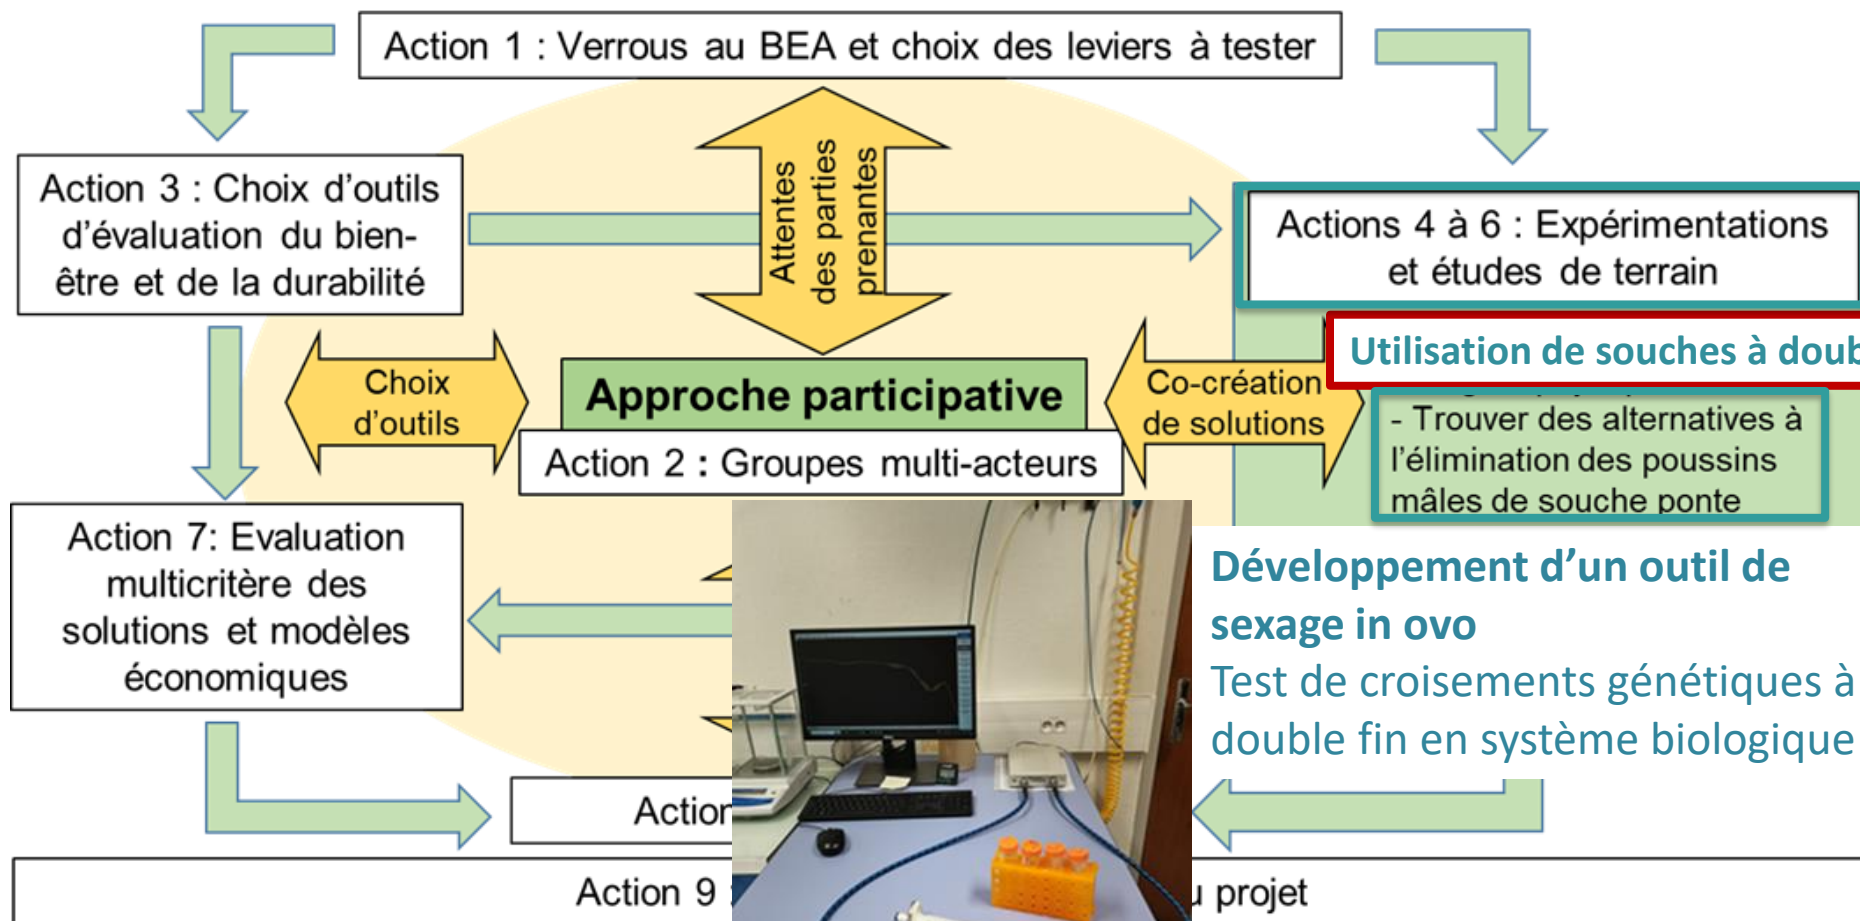 Action 1 : Verrous au BEA et choix des leviers à tester
Action 3 : Choix d'outils
d'évaluation du bien-
être et de la durabilité
Attentes
des parties
prenantes
Actions 4 à 6 : Expérimentations
et études de terrain
Utilisation de souches à doub
Choix
d'outils
Approche participative
Action 2 : Groupes multi-acteurs
Co-création
de solutions
- Trouver des alternatives à
l'élimination des poussins
mâles de souche ponte
Action 7: Evaluation
multicritère des
solutions et modèles
économiques
Développement d'un outil de
sexage in ovo
Test de croisements génétiques à
double fin en système biologique
Action
Action 9 : projet